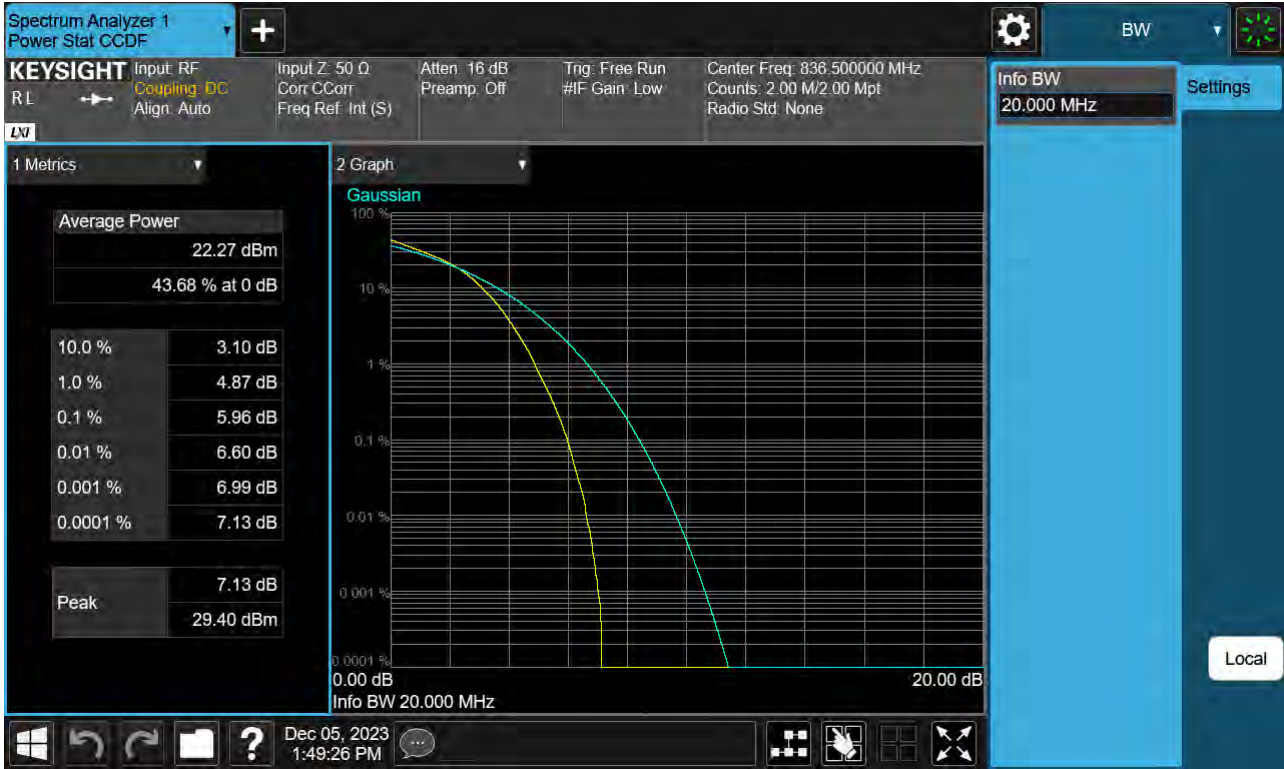 Spectrum Analyzer 1
Power Stat CCDF
+
BW
KEYSIGHT
R L
LXI
Input: RF
Coupling: DC
Align: Auto
Input Z: 50 Ω
Corr CCorr
Freq Ref: Int (S)
Atten: 16 dB
Preamp: Off
Trig: Free Run
#IF Gain: Low
Center Freq: 836.500000 MHz
Counts: 2.00 M/2.00 Mpt
Radio Std: None
Info BW
20.000 MHz
Settings
1 Metrics
Average Power
22.27 dBm
43.68 % at 0 dB
10.0 % 3.10 dB
1.0 % 4.87 dB
0.1 % 5.96 dB
0.01 % 6.60 dB
0.001 % 6.99 dB
0.0001 % 7.13 dB
Peak
7.13 dB
29.40 dBm
2 Graph
Gaussian
100 %
10 %
1 %
0.1 %
0.01 %
0.001 %
0.0001 %
0.00 dB 20.00 dB
Info BW 20.000 MHz
Local
?
Dec 05, 2023
1:49:26 PM